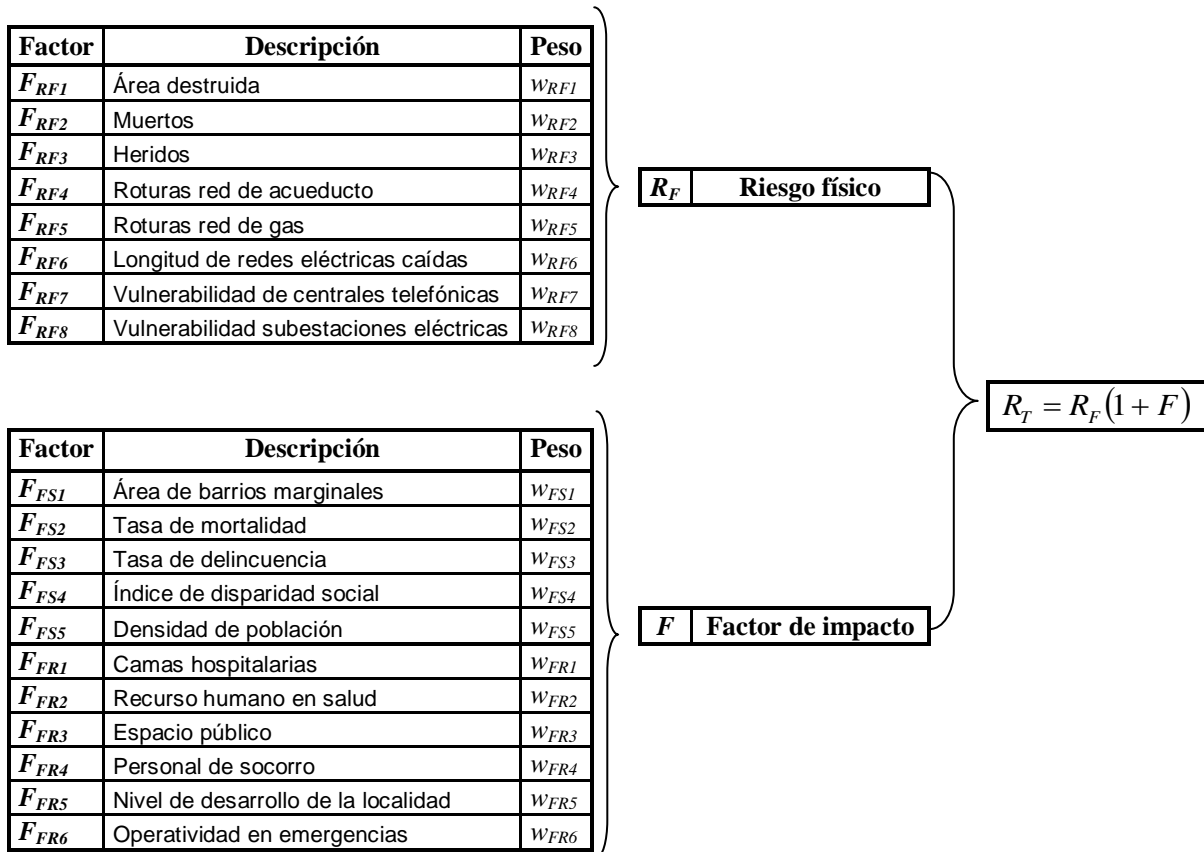 Factor Descripción Peso
F_RF1 Área destruida w_RF1
F_RF2 Muertos w_RF2
F_RF3 Heridos w_RF3
F_RF4 Roturas red de acueducto w_RF4
F_RF5 Roturas red de gas w_RF5
F_RF6 Longitud de redes eléctricas caídas w_RF6
F_RF7 Vulnerabilidad de centrales telefónicas w_RF7
F_RF8 Vulnerabilidad subestaciones eléctricas w_RF8
R_F Riesgo físico
Factor Descripción Peso
F_FS1 Área de barrios marginales w_FS1
F_FS2 Tasa de mortalidad w_FS2
F_FS3 Tasa de delincuencia w_FS3
F_FS4 Índice de disparidad social w_FS4
F_FS5 Densidad de población w_FS5
F_FR1 Camas hospitalarias w_FR1
F_FR2 Recurso humano en salud w_FR2
F_FR3 Espacio público w_FR3
F_FR4 Personal de socorro w_FR4
F_FR5 Nivel de desarrollo de la localidad w_FR5
F_FR6 Operatividad en emergencias w_FR6
F Factor de impacto
R_T = R_F(1 + F)